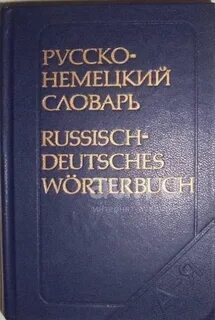 РУССКО-
НЕМЕЦКИЙ
СЛОВАРЬ
RUSSISCH-
DEUTSCHES
WÖRTERBUCH